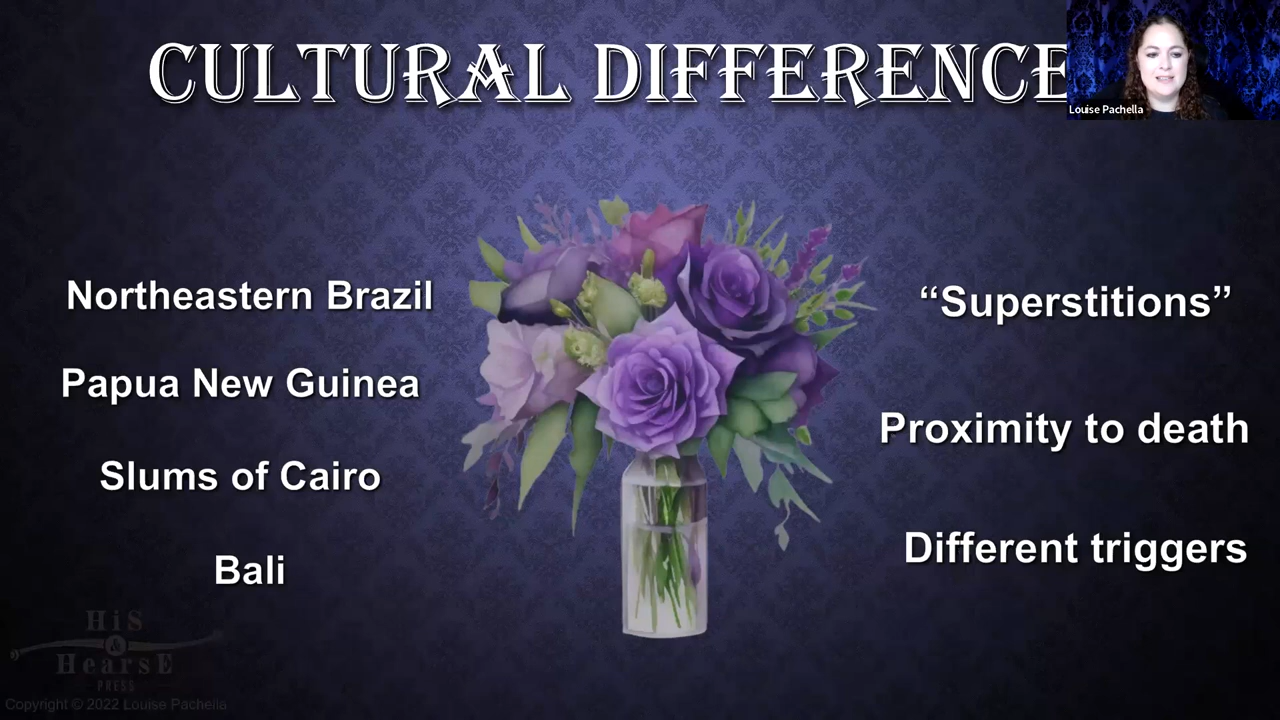 CULTURAL DIFFERENCE
Louise Pachella
Northeastern Brazil
Papua New Guinea
Slums of Cairo
Bali
“Superstitions”
Proximity to death
Different triggers
HiS
&
HearsE
PRESS
Copyright © 2022 Louise Pachella